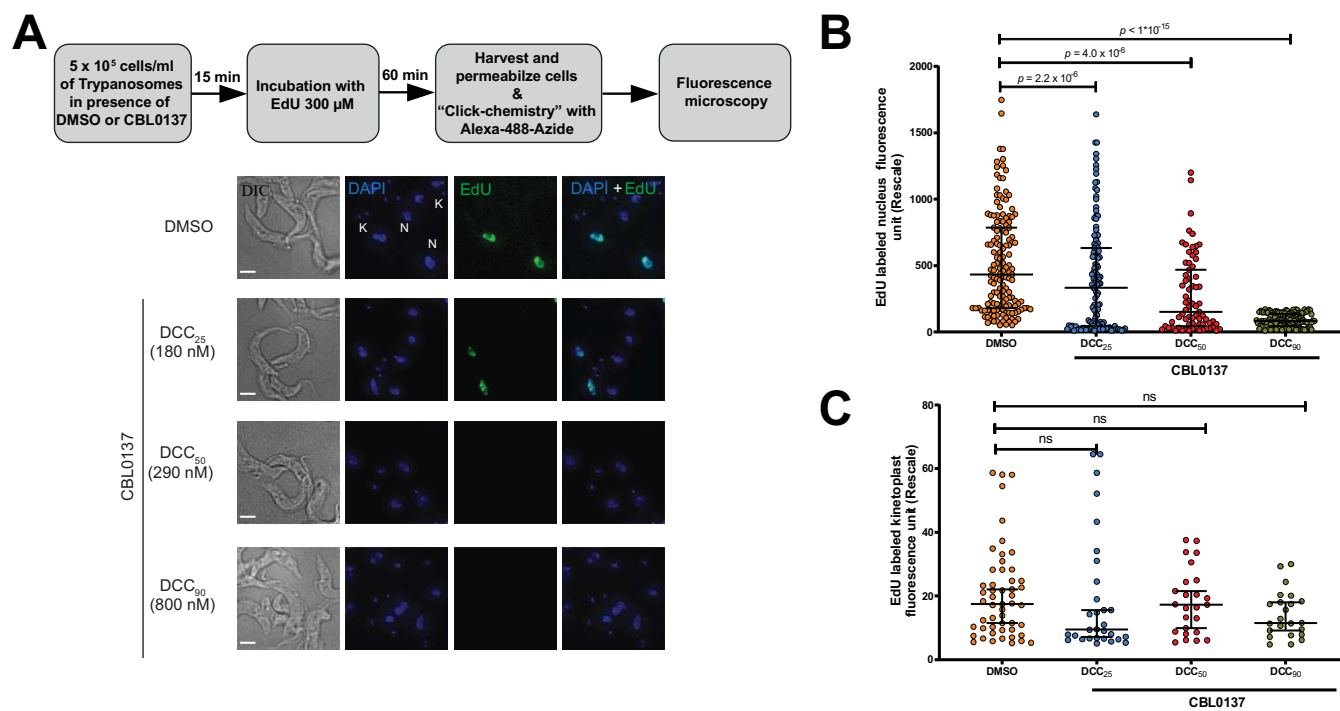 A
5 x 10⁵ cells/ml
of Trypanosomes
in presence of
DMSO or CBL0137
15 min
Incubation with
EdU 300 µM
60 min
Harvest and
permeabilze cells
&
“Click-chemistry” with
Alexa-488-Azide
Fluorescence
microscopy
DMSO
DIC
DAPI
K
N
K
N
EdU
DAPI + EdU
CBL0137
DCC₂₅
(180 nM)
DCC₅₀
(290 nM)
DCC₉₀
(800 nM)
B
EdU labeled nucleus fluorescence
unit (Rescale)
2000
1500
1000
500
0
p < 1*10⁻¹⁵
p = 4.0 x 10⁻⁶
p = 2.2 x 10⁻⁶
DMSO
DCC₂₅
DCC₅₀
DCC₉₀
CBL0137
C
EdU labeled kinetoplast
fluorescence unit (Rescale)
80
60
40
20
0
ns
ns
ns
DMSO
DCC₂₅
DCC₅₀
DCC₉₀
CBL0137